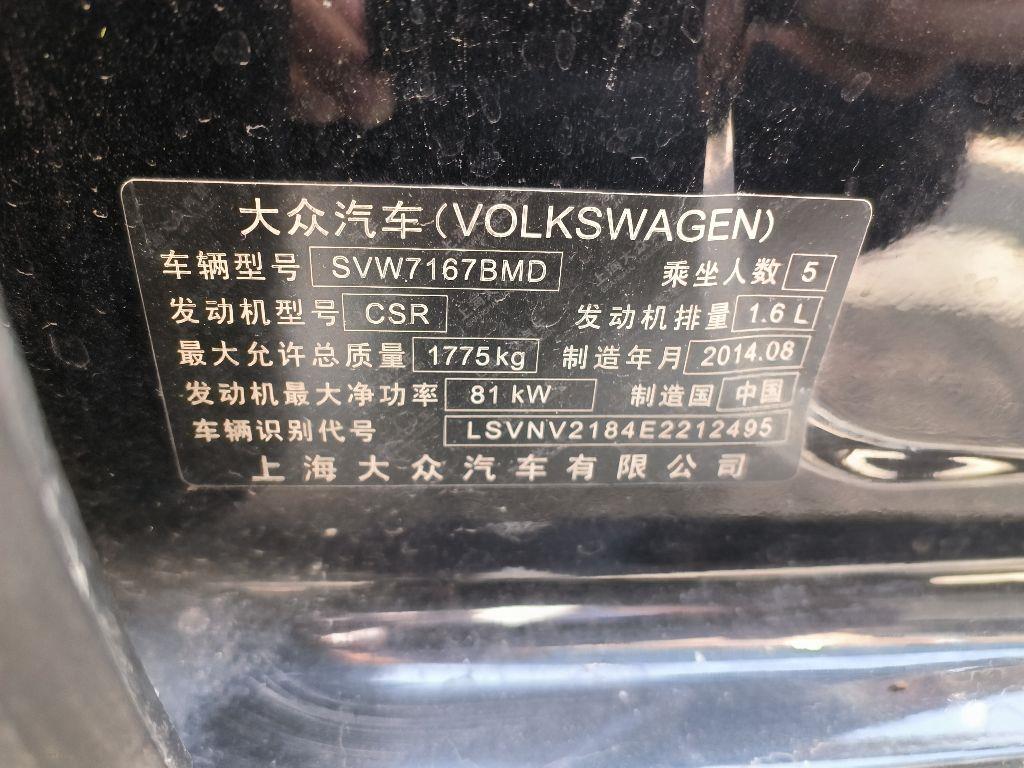 大众汽车(VOLKSWAGEN)
车辆型号 SVW7167BMD 乘坐人数 5
发动机型号 CSR 发动机排量 1.6 L
最大允许总质量 1775kg 制造年月 2014.08
发动机最大净功率 81 kW 制造国 中国
车辆识别代号 LSVNV2184E2212495
上海大众汽车有限公司